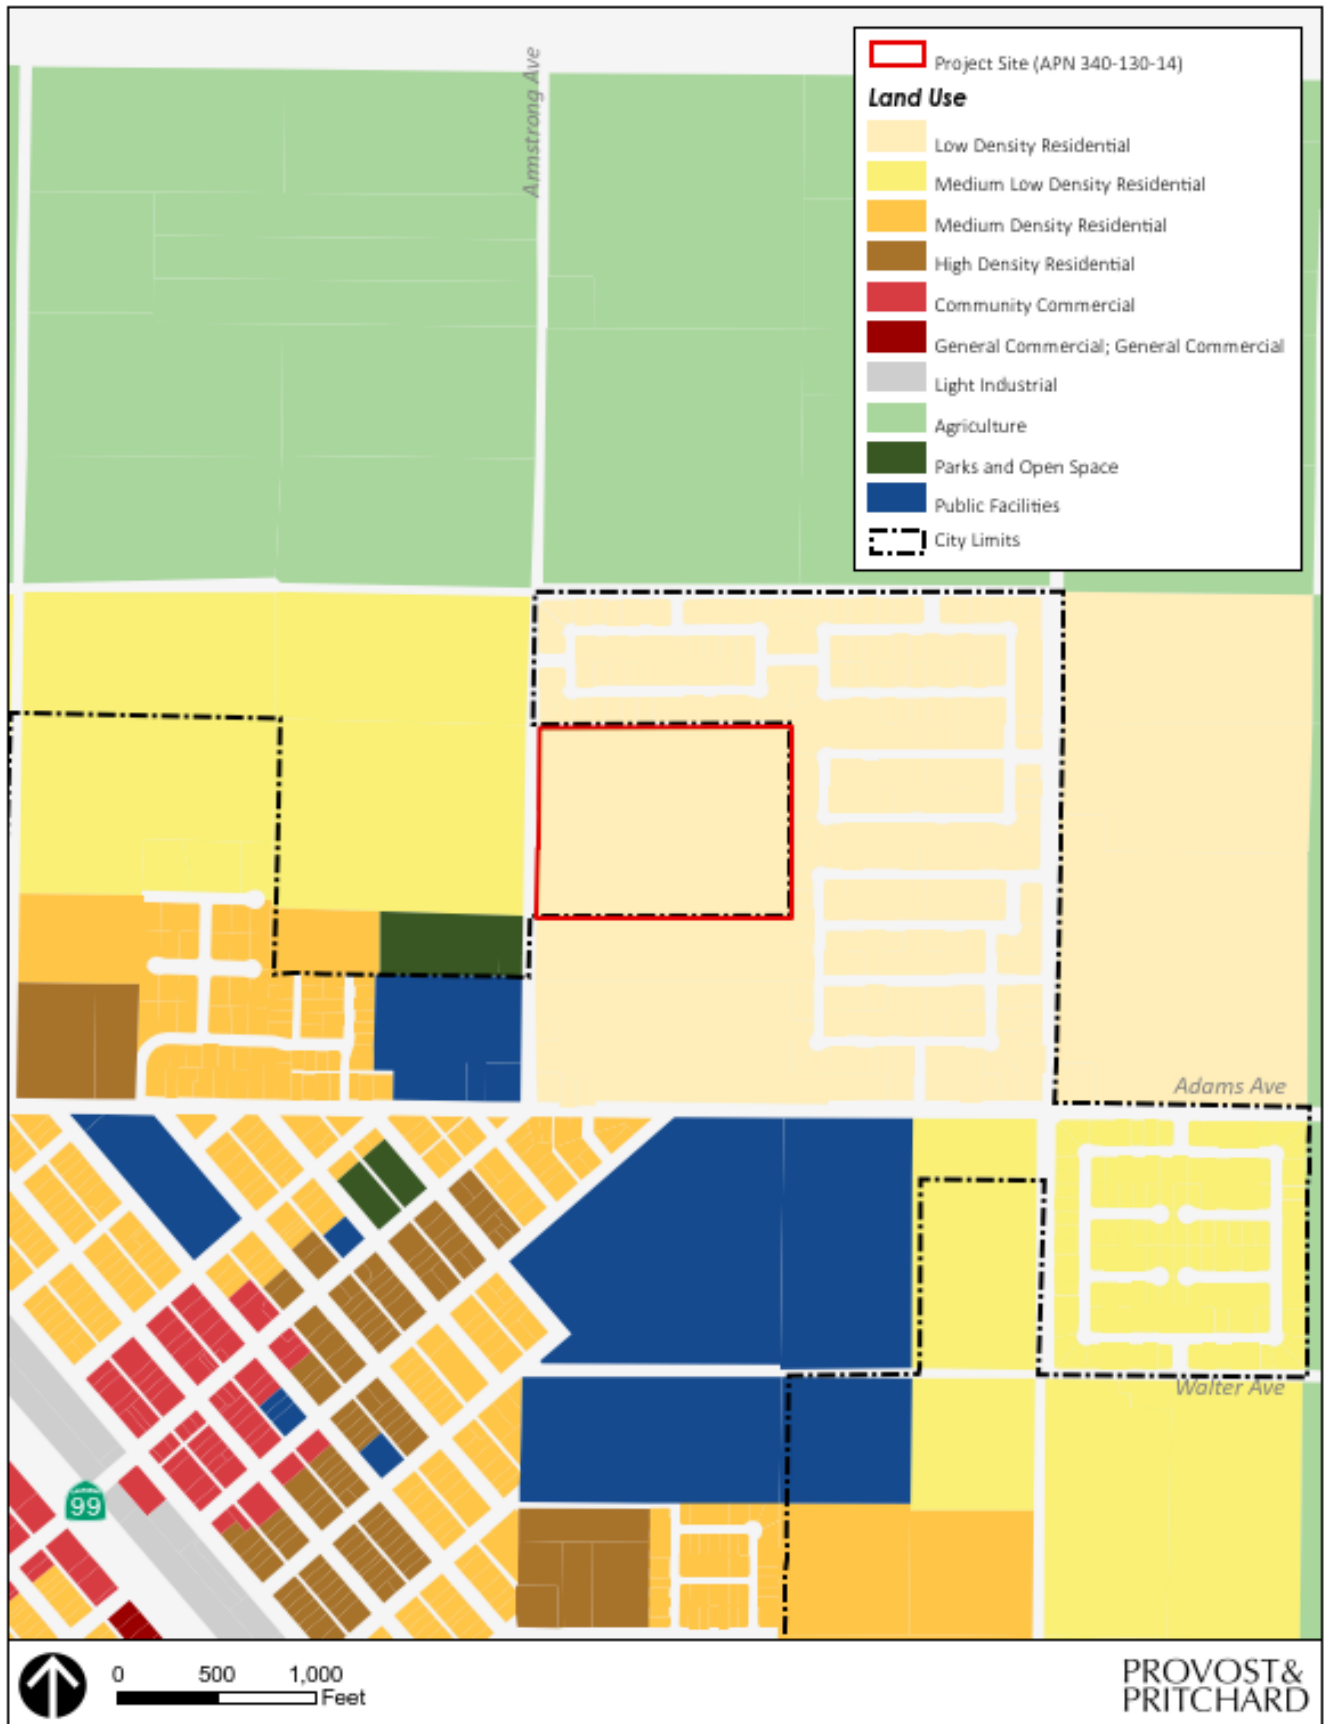 Armstrong Ave
Project Site (APN 340-130-14)
Land Use
Low Density Residential
Medium Low Density Residential
Medium Density Residential
High Density Residential
Community Commercial
General Commercial; General Commercial
Light Industrial
Agriculture
Parks and Open Space
Public Facilities
City Limits
Adams Ave
Walter Ave
99
0 500 1,000
Feet
PROVOST&
PRITCHARD